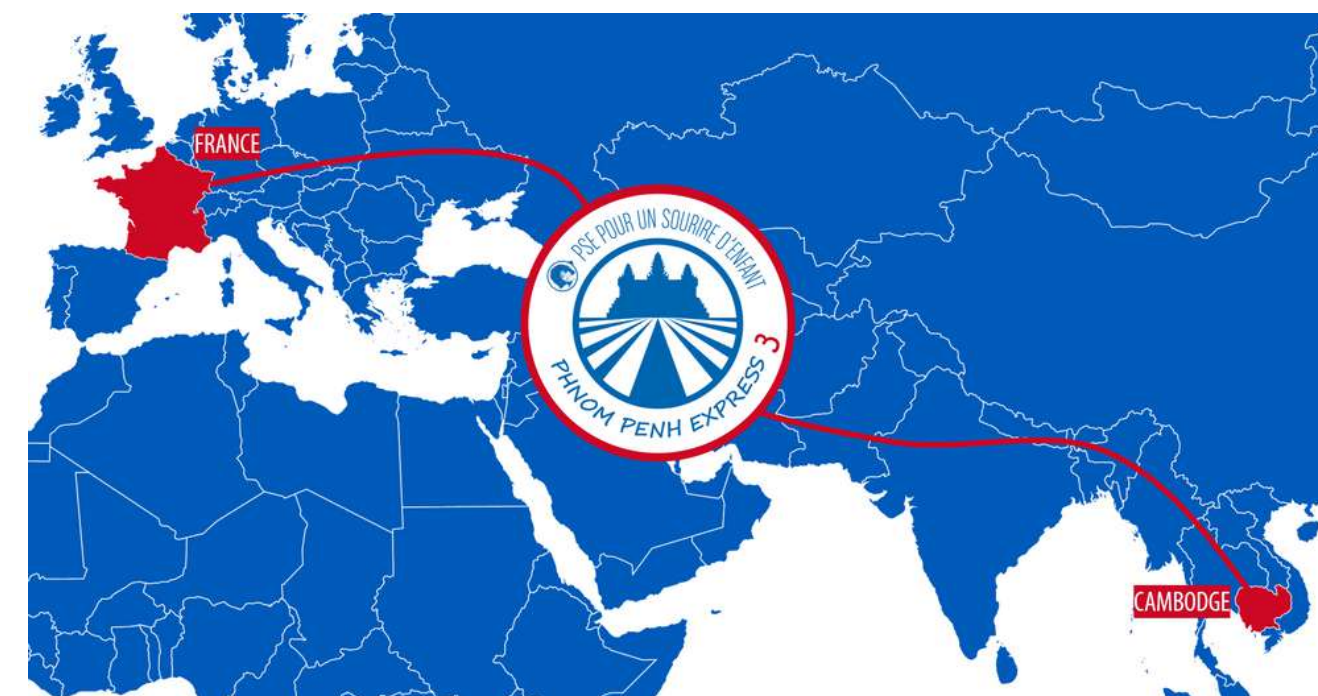 FRANCE
PSE POUR UN SOURIRE D'ENFANT
PHNOM PENH EXPRESS 3
CAMBODGE